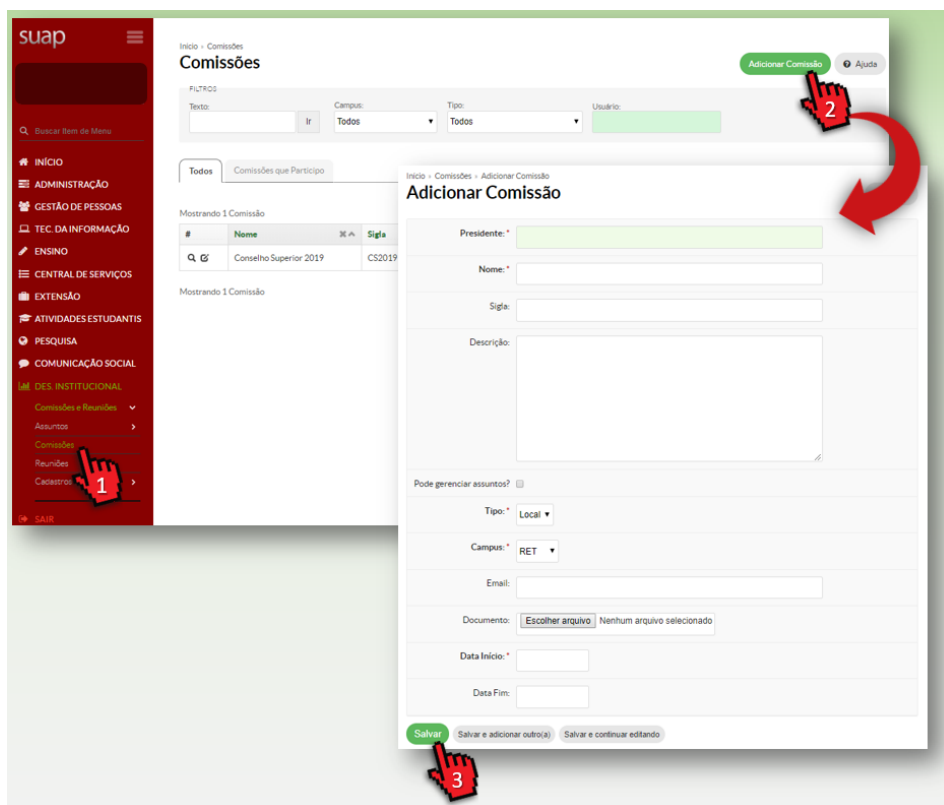 suap
Buscar Item de Menu
INÍCIO
ADMINISTRAÇÃO
GESTÃO DE PESSOAS
TEC. DA INFORMAÇÃO
ENSINO
CENTRAL DE SERVIÇOS
EXTENSÃO
ATIVIDADES ESTUDANTIS
PESQUISA
COMUNICAÇÃO SOCIAL
DES. INSTITUCIONAL
Comissões e Reuniões
Assuntos
Comissões
Reuniões
Cadastros
1
SAIR
Início › Comissões
Comissões
Adicionar Comissão
Ajuda
2
FILTROS
Texto: Campus: Tipo: Usuário:
Ir Todos Todos
Todos Comissões que Participo
Mostrando 1 Comissão
# Nome Sigla
Conselho Superior 2019 CS2019
Mostrando 1 Comissão
Início › Comissões › Adicionar Comissão
Adicionar Comissão
Presidente: *
Nome: *
Sigla:
Descrição:
Pode gerenciar assuntos?
Tipo: * Local
Campus: * RET
Email:
Documento: Escolher arquivo Nenhum arquivo selecionado
Data Início: *
Data Fim:
Salvar Salvar e adicionar outro(a) Salvar e continuar editando
3